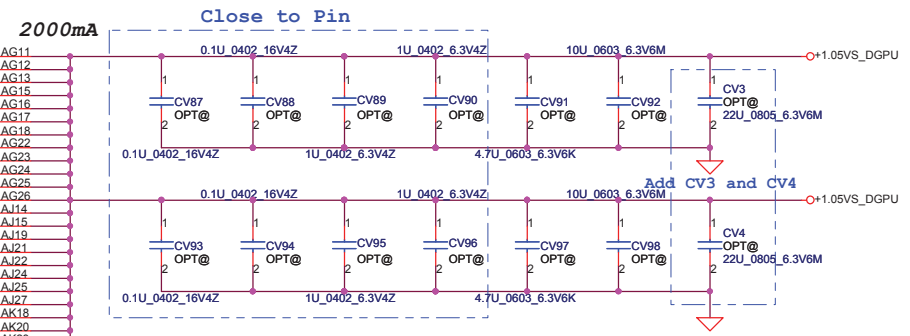 Close to Pin
2000mA
AG11
AG12
AG13
AG15
AG16
AG17
AG18
AG22
AG23
AG24
AG25
AG26
AJ14
AJ15
AJ19
AJ21
AJ22
AJ24
AJ25
AJ27
AK18
AK20
0.1U_0402_16V4Z 1U_0402_6.3V4Z 10U_0603_6.3V6M +1.05VS_DGPU
1 1 1 1 1 1 1
CV87 CV88 CV89 CV90 CV91 CV92 CV3
OPT@ OPT@ OPT@ OPT@ OPT@ OPT@ OPT@
22U_0805_6.3V6M
2 2 2 2 2 2 2
0.1U_0402_16V4Z 1U_0402_6.3V4Z 4.7U_0603_6.3V6K
Add CV3 and CV4
0.1U_0402_16V4Z 1U_0402_6.3V4Z 10U_0603_6.3V6M +1.05VS_DGPU
1 1 1 1 1 1 1
CV93 CV94 CV95 CV96 CV97 CV98 CV4
OPT@ OPT@ OPT@ OPT@ OPT@ OPT@ OPT@
22U_0805_6.3V6M
2 2 2 2 2 2 2
0.1U_0402_16V4Z 1U_0402_6.3V4Z 4.7U_0603_6.3V6K